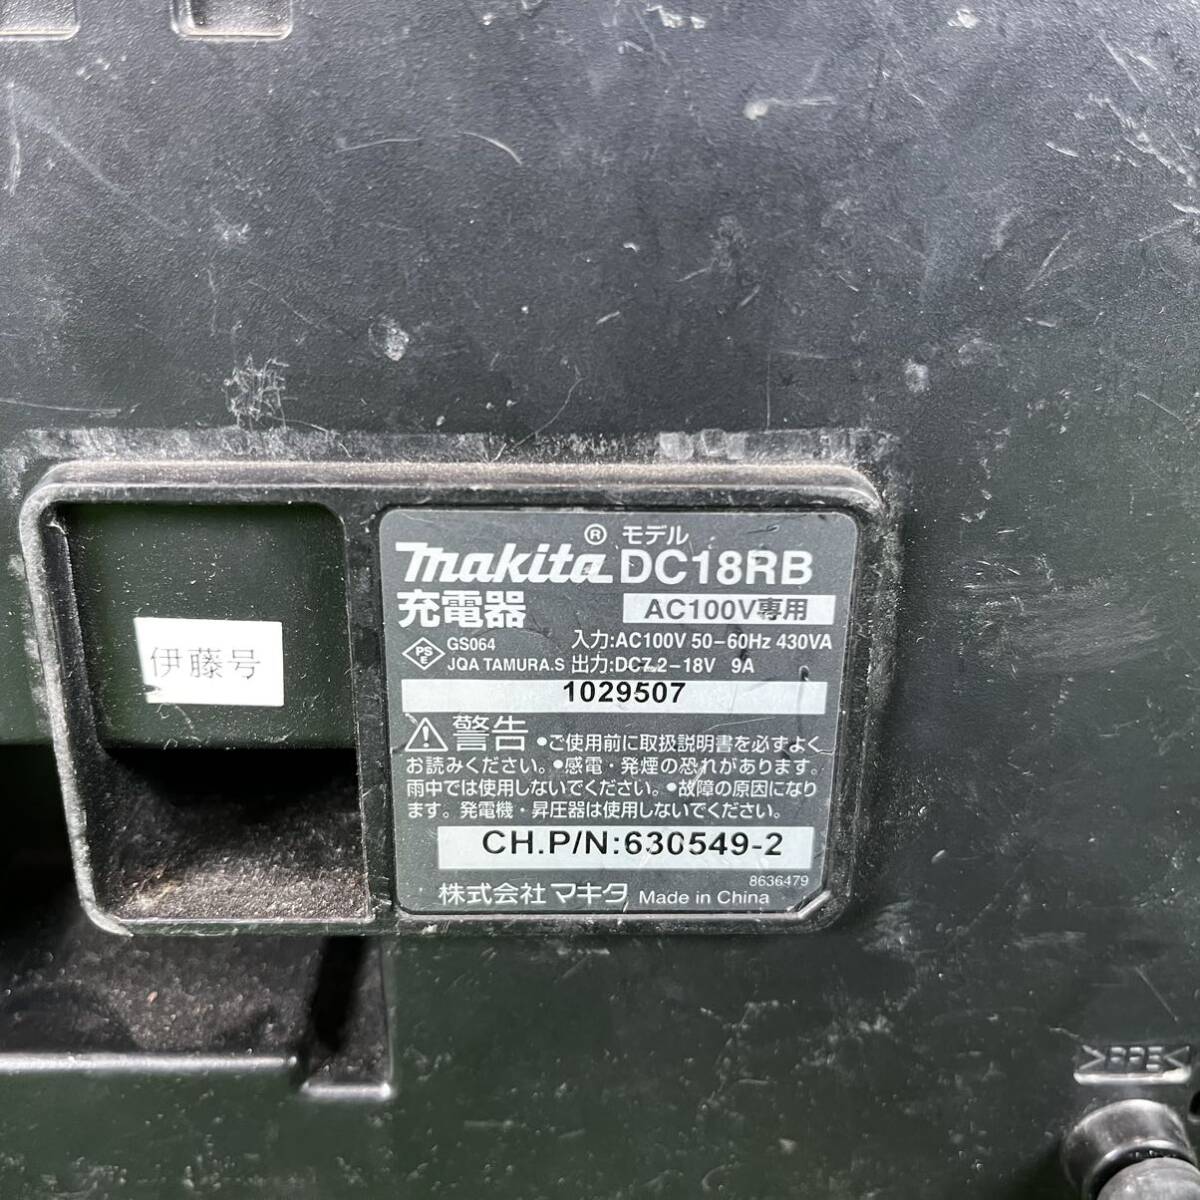 伊藤号
makita® モデル DC18RB
充電器 AC100V専用
PSE GS064 入力:AC100V 50-60Hz 430VA
JQA TAMURA.S 出力:DC7.2-18V 9A
1029507
警告 •ご使用前に取扱説明書を必ずよく
お読みください。•感電・発煙の恐れがあります。
雨中では使用しないでください。•故障の原因になり
ます。発電機・昇圧器は使用しないでください。
CH.P/N:630549-2
8636479
株式会社 マキタ Made in China
>PPE<